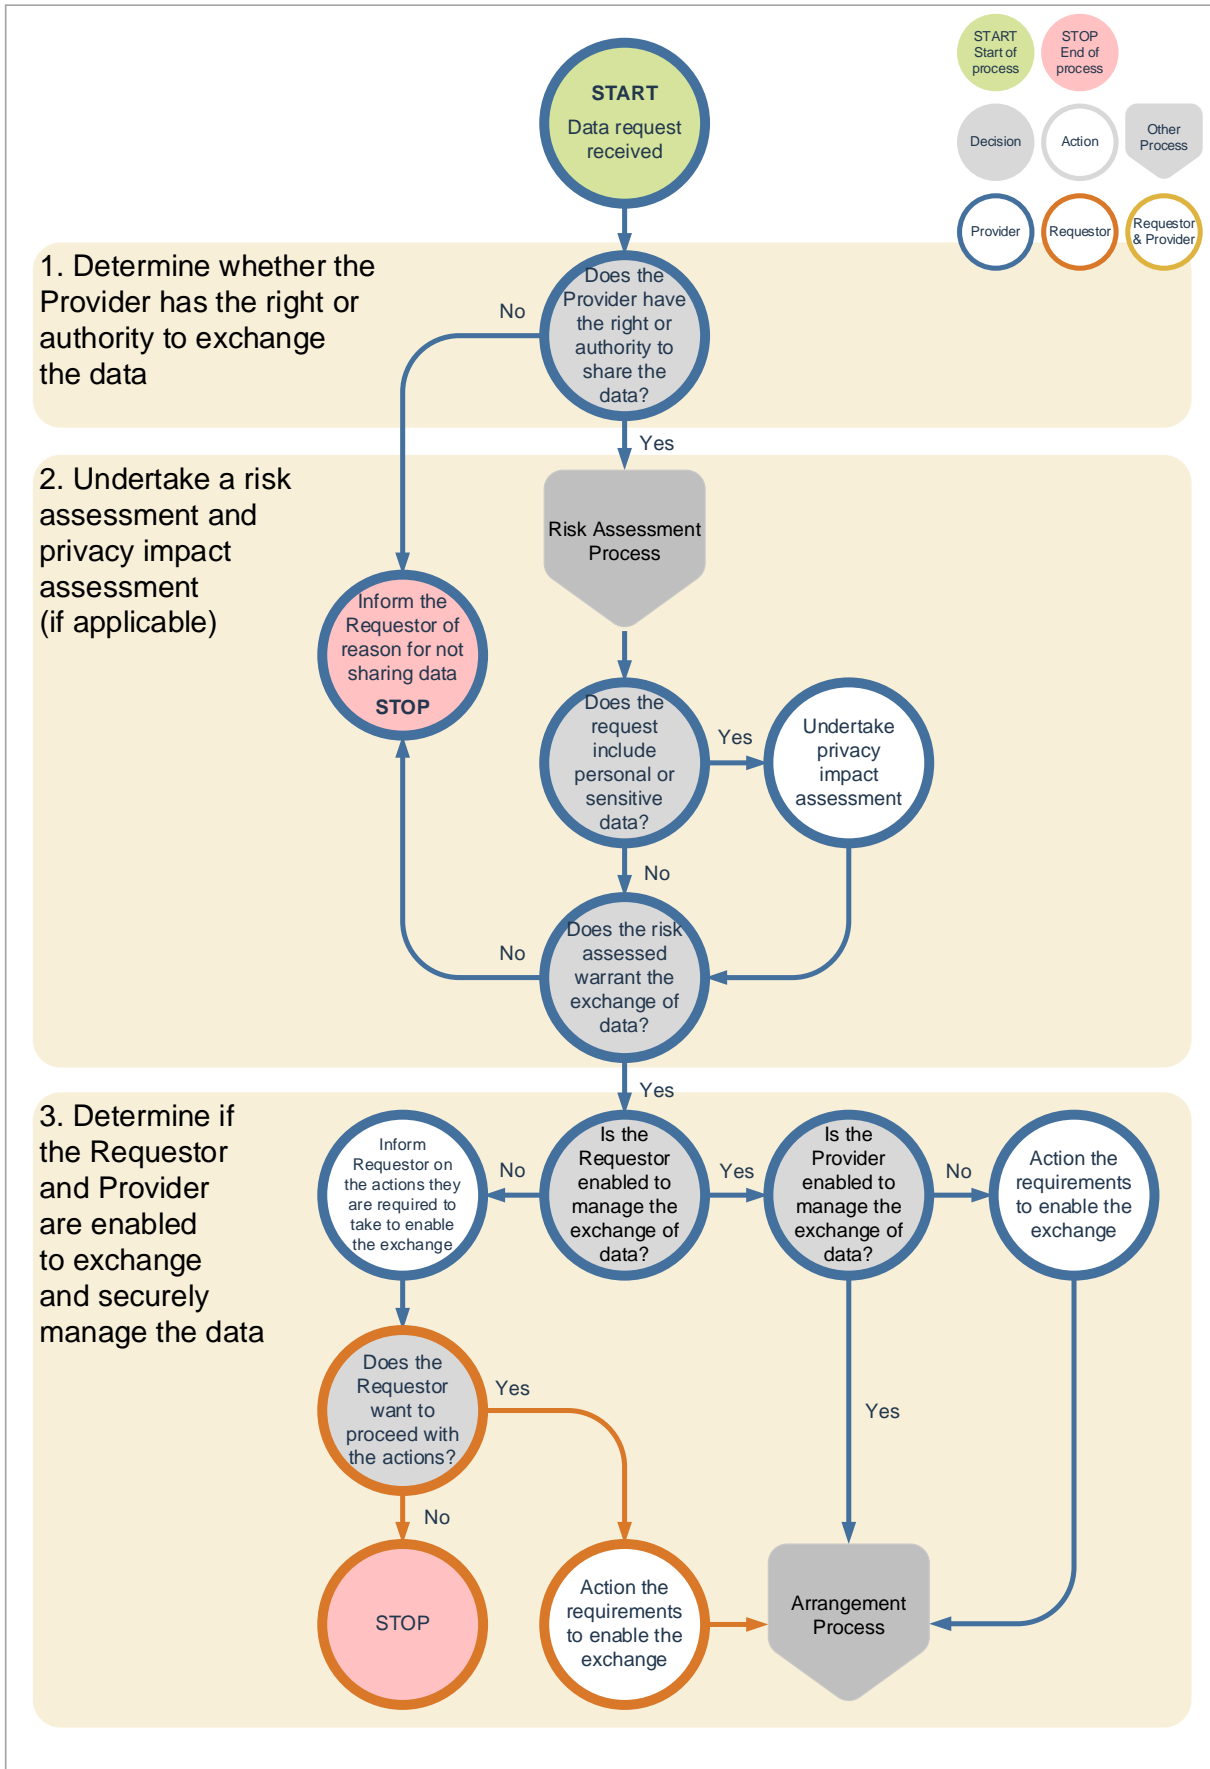 START
Start of
process
STOP
End of
process
Decision
Action
Other
Process
Provider
Requestor
Requestor
& Provider
START
Data request
received
1. Determine whether the
Provider has the right or
authority to exchange
the data
No
Does the
Provider have
the right or
authority to
share the
data?
Yes
2. Undertake a risk
assessment and
privacy impact
assessment
(if applicable)
Risk Assessment
Process
Inform the
Requestor of
reason for not
sharing data
STOP
Does the
request
include
personal or
sensitive
data?
Yes
Undertake
privacy
impact
assessment
No
No
Does the risk
assessed
warrant the
exchange of
data?
Yes
3. Determine if
the Requestor
and Provider
are enabled
to exchange
and securely
manage the data
Inform
Requestor on
the actions they
are required to
take to enable
the exchange
No
Is the
Requestor
enabled to
manage the
exchange of
data?
Yes
Is the
Provider
enabled to
manage the
exchange of
data?
No
Action the
requirements
to enable the
exchange
Does the
Requestor
want to
proceed with
the actions?
Yes
Yes
No
STOP
Action the
requirements
to enable the
exchange
Arrangement
Process